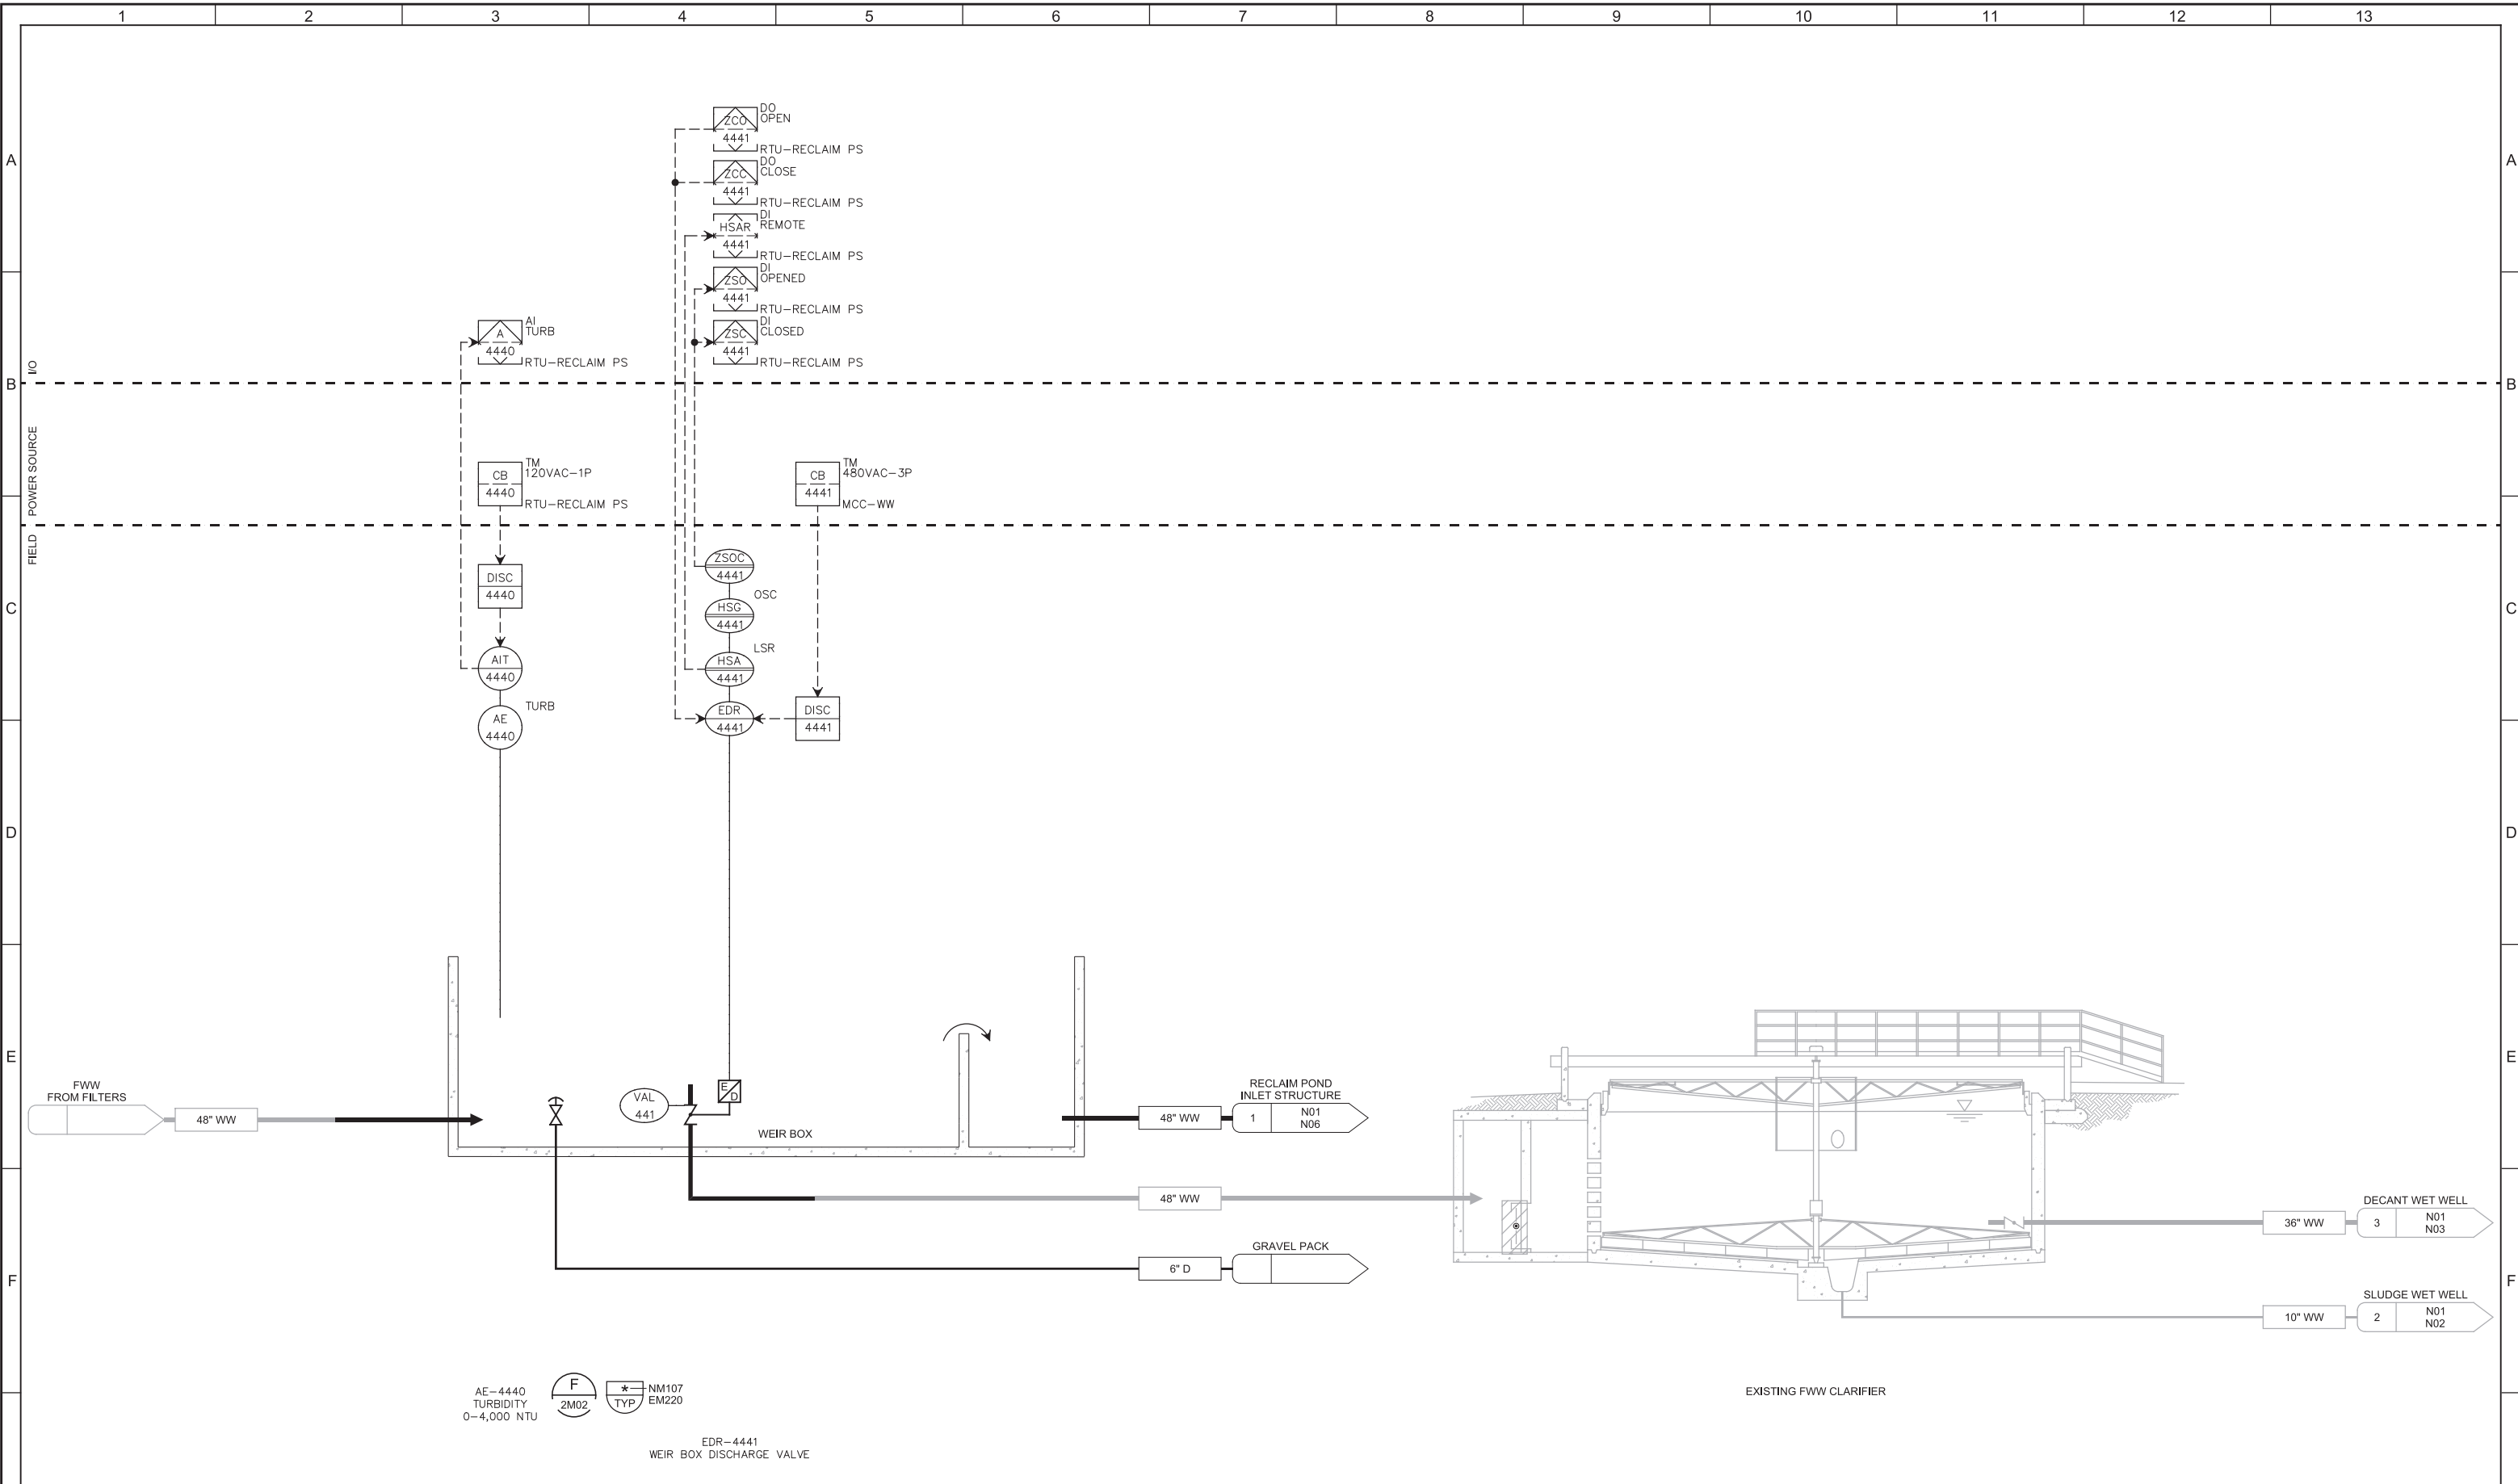 1 2 3 4 5 6 7 8 9 10 11 12 13
A
A
B
B
C
C
D
D
E
E
F
F
I/O
POWER SOURCE
FIELD
ZCO
4441
DO
OPEN
RTU-RECLAIM PS
ZCC
4441
DO
CLOSE
RTU-RECLAIM PS
HSAR
4441
DI
REMOTE
RTU-RECLAIM PS
ZSO
4441
DI
OPENED
RTU-RECLAIM PS
ZSC
4441
DI
CLOSED
RTU-RECLAIM PS
A
4440
AI
TURB
RTU-RECLAIM PS
CB
4440
TM
120VAC-1P
RTU-RECLAIM PS
CB
4441
TM
480VAC-3P
MCC-WW
DISC
4440
AIT
4440
AE
4440
TURB
ZSOC
4441
HSG
4441
OSC
HSA
4441
LSR
EDR
4441
DISC
4441
FWW
FROM FILTERS
48" WW
VAL
441
E
D
WEIR BOX
RECLAIM POND
INLET STRUCTURE
48" WW
1
N01
N06
48" WW
GRAVEL PACK
6" D
DECANT WET WELL
36" WW
3
N01
N03
SLUDGE WET WELL
10" WW
2
N01
N02
EXISTING FWW CLARIFIER
AE-4440
TURBIDITY
0-4,000 NTU
F
2M02
*
TYP
NM107
EM220
EDR-4441
WEIR BOX DISCHARGE VALVE